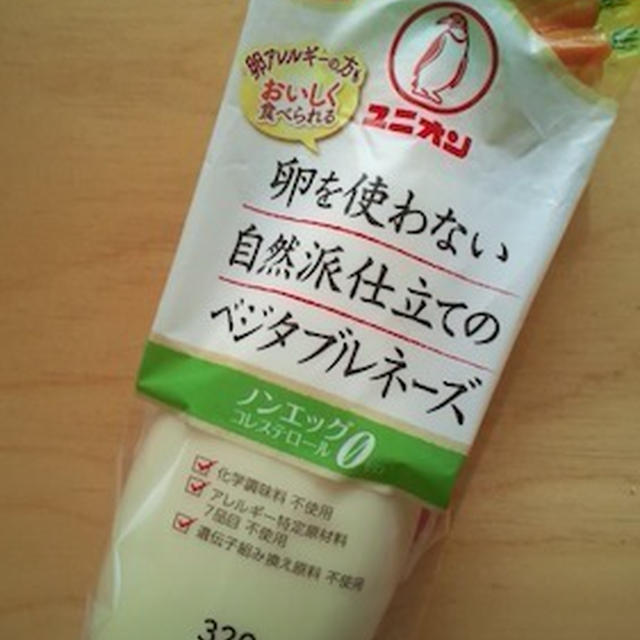 卵アレルギーの方も
おいしく
食べられる
ユニオン
卵を使わない
自然派仕立ての
ベジタブルネーズ
ノンエッグ
コレステロール0
化学調味料 不使用
アレルギー特定原材料
7品目 不使用
遺伝子組み換え原料 不使用
320